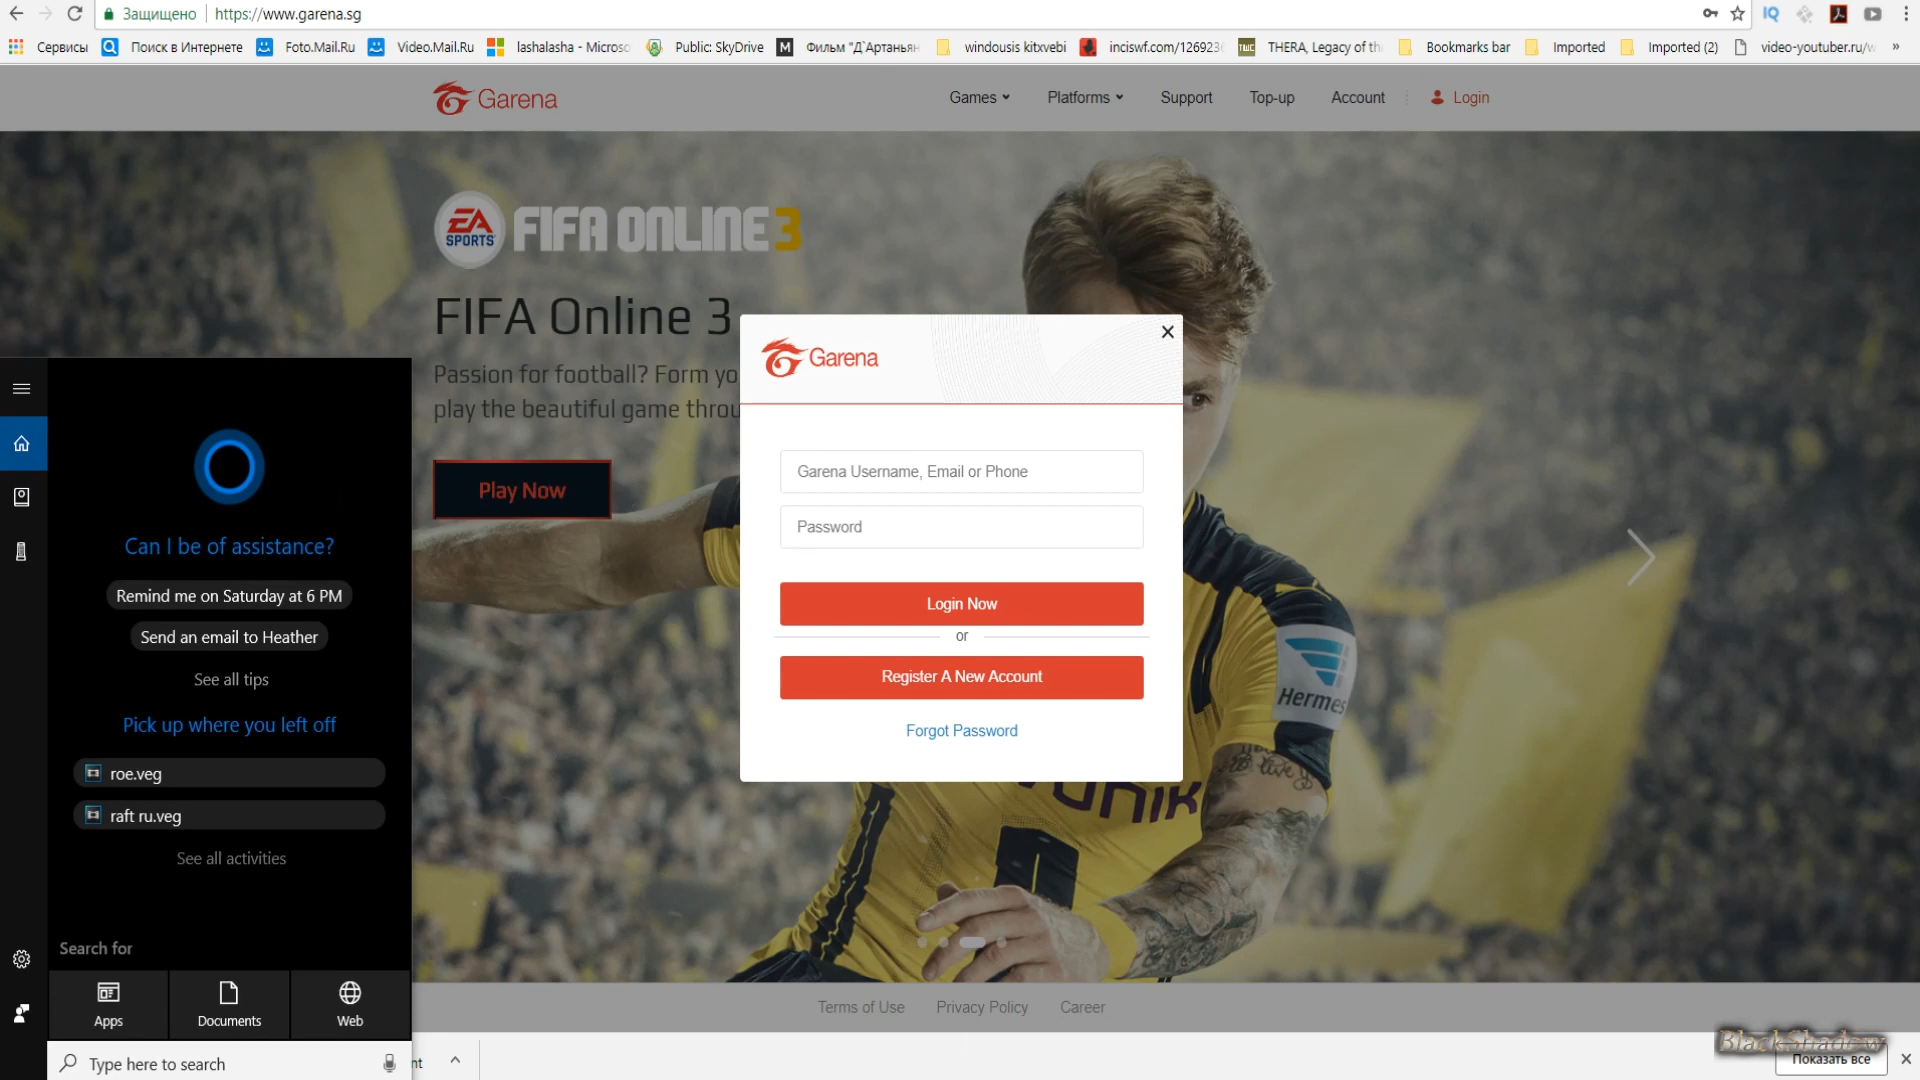 Защищено
https://www.garena.sg
Сервисы
Поиск в Интернете
Foto.Mail.Ru
Video.Mail.Ru
lashalasha - Microso
Public: SkyDrive
Фильм "Д`Артаньян
windousis kitxvebi
inciswf.com/126923
THERA, Legacy of th
Bookmarks bar
Imported
Imported (2)
video-youtuber.ru/w
Garena
Games
Platforms
Support
Top-up
Account
Login
EA SPORTS FIFA ONLINE 3
FIFA Online 3
Passion for football? Form yo
play the beautiful game throu
Play Now
Garena
Garena Username, Email or Phone
Password
Login Now
or
Register A New Account
Forgot Password
Hermes
Can I be of assistance?
Remind me on Saturday at 6 PM
Send an email to Heather
See all tips
Pick up where you left off
roe.veg
raft ru.veg
See all activities
Search for
Apps
Documents
Web
Type here to search
nt
Terms of Use
Privacy Policy
Career
BlackShadow
Показать все